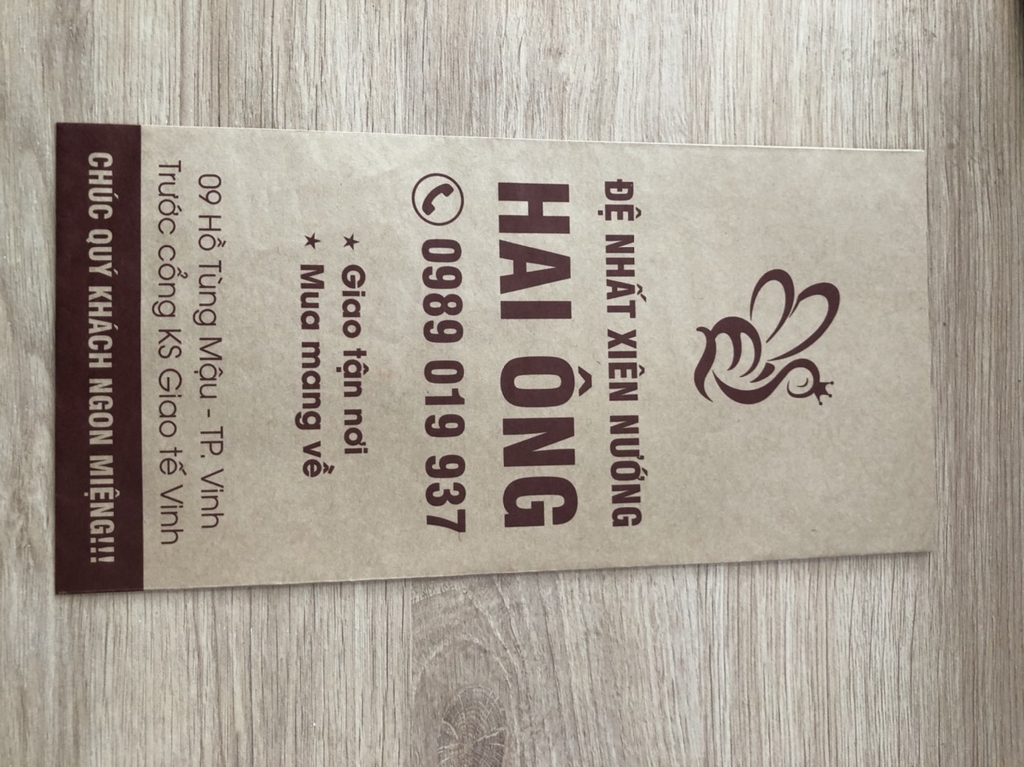 ĐỆ NHẤT XIÊN NƯỚNG
HAI ÔNG
0989 019 937
★ Giao tận nơi
★ Mua mang về
09 Hồ Tùng Mậu - TP. Vinh
Trước cổng KS Giao tế Vinh
CHÚC QUÝ KHÁCH NGON MIỆNG!!!